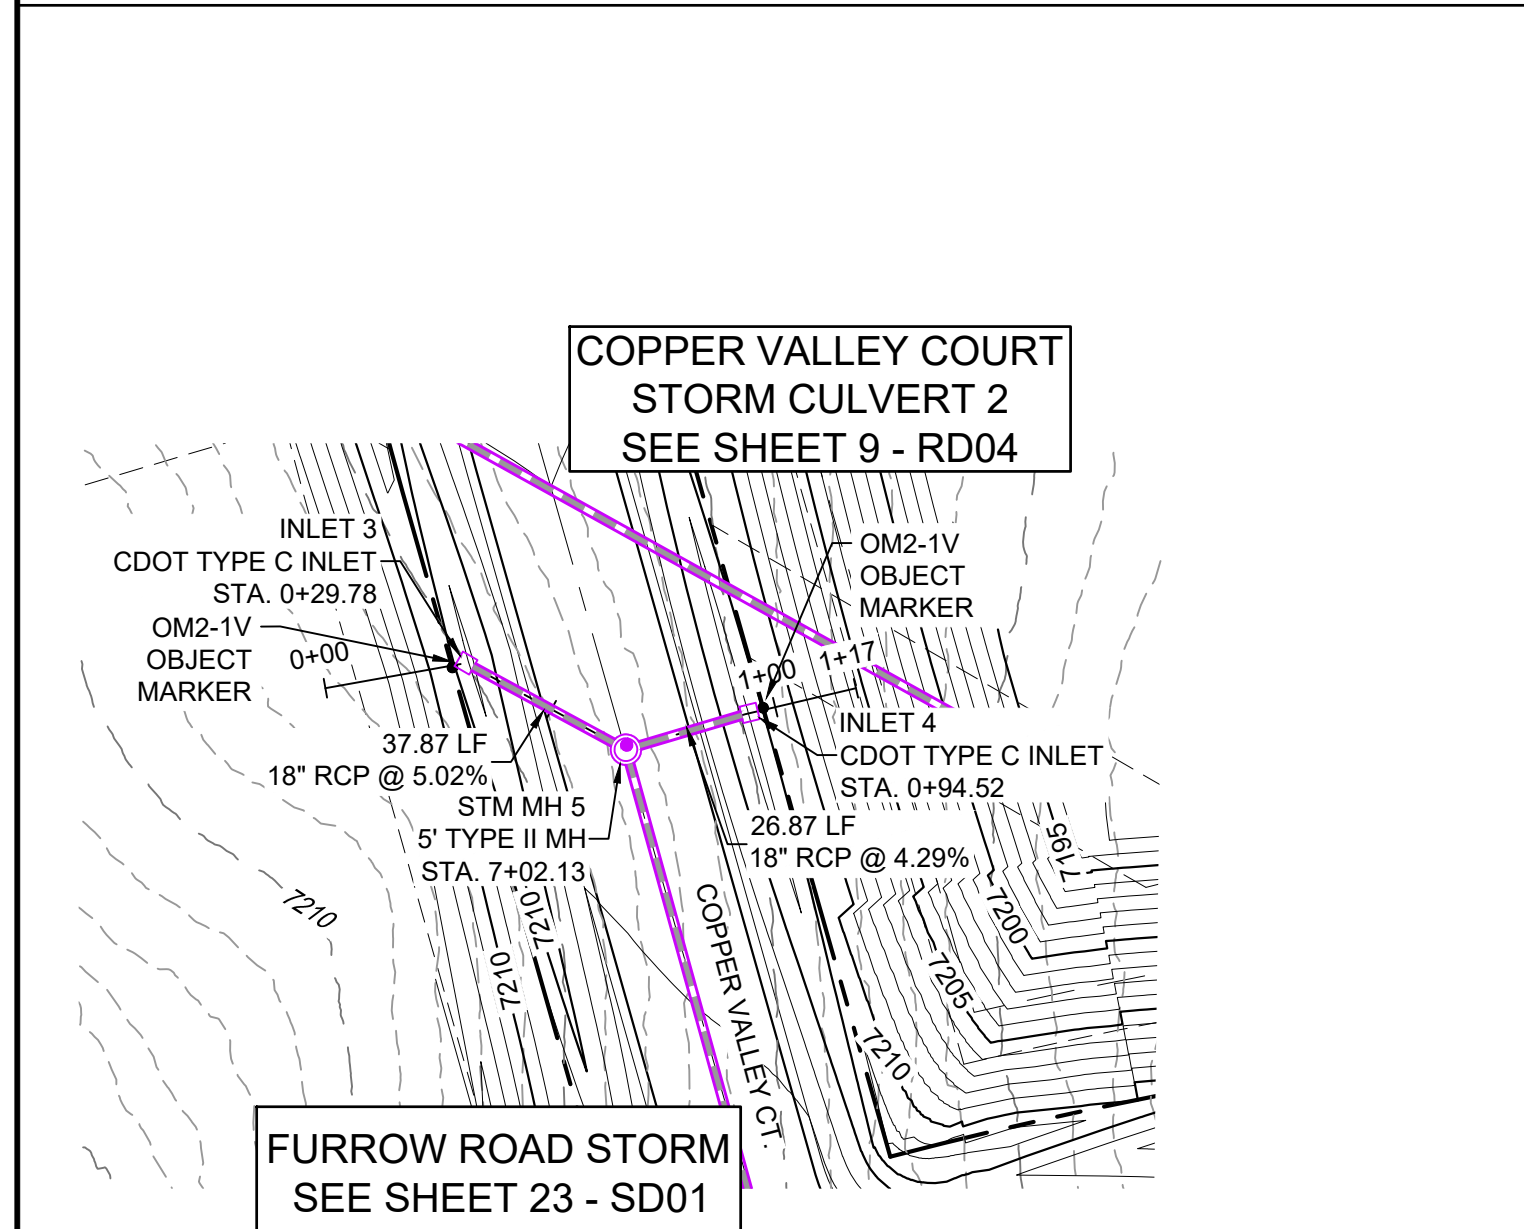 COPPER VALLEY COURT
STORM CULVERT 2
SEE SHEET 9 - RD04
INLET 3
CDOT TYPE C INLET
STA. 0+29.78
OM2-1V
OBJECT
MARKER
0+00
OM2-1V
OBJECT
MARKER
1+00
1+17
INLET 4
CDOT TYPE C INLET
STA. 0+94.52
37.87 LF
18" RCP @ 5.02%
STM MH 5
5' TYPE II MH
STA. 7+02.13
26.87 LF
18" RCP @ 4.29%
7210
7210
7210
COPPER VALLEY CT.
7195
7200
7205
7210
FURROW ROAD STORM
SEE SHEET 23 - SD01